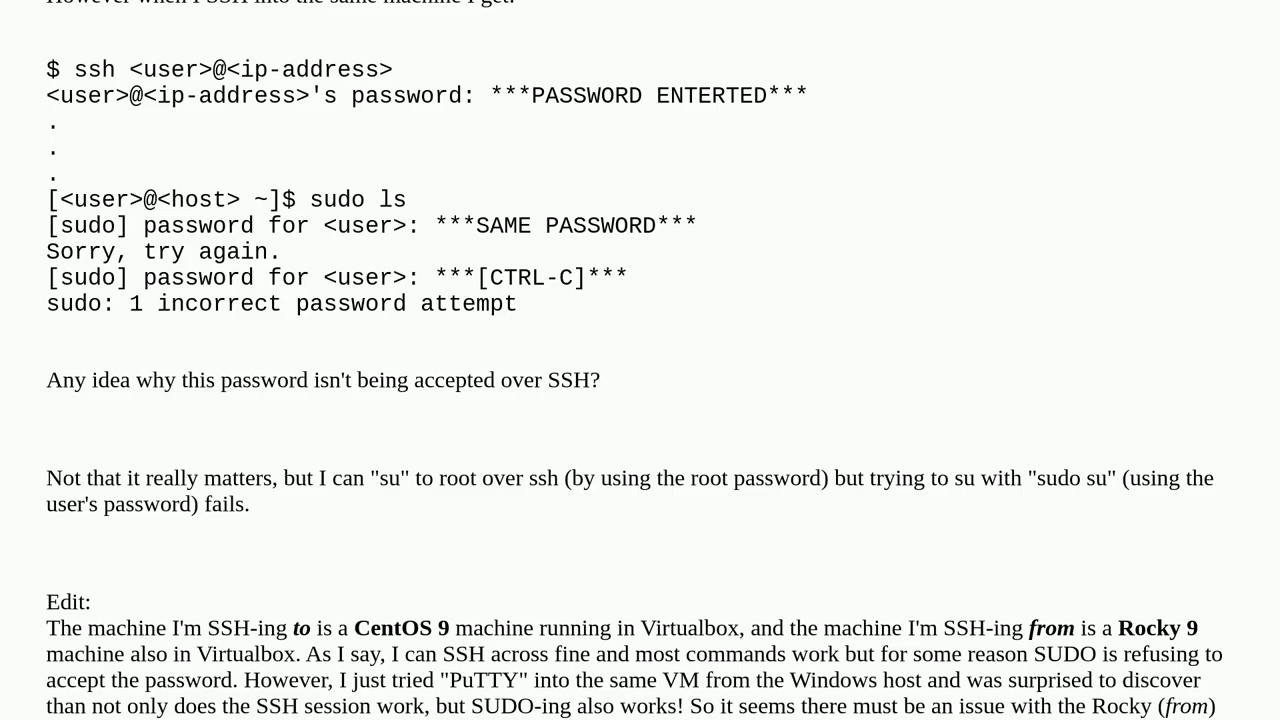 However when I SSH into the same machine I get:
$ ssh <user>@<ip-address>
<user>@<ip-address>'s password: ***PASSWORD ENTERTED***
.
.
.
[<user>@<host> ~]$ sudo ls
[sudo] password for <user>: ***SAME PASSWORD***
Sorry, try again.
[sudo] password for <user>: ***[CTRL-C]***
sudo: 1 incorrect password attempt
Any idea why this password isn't being accepted over SSH?
Not that it really matters, but I can "su" to root over ssh (by using the root password) but trying to su with "sudo su" (using the
user's password) fails.
Edit:
The machine I'm SSH-ing to is a CentOS 9 machine running in Virtualbox, and the machine I'm SSH-ing from is a Rocky 9
machine also in Virtualbox. As I say, I can SSH across fine and most commands work but for some reason SUDO is refusing to
accept the password. However, I just tried "PuTTY" into the same VM from the Windows host and was surprised to discover
than not only does the SSH session work, but SUDO-ing also works! So it seems there must be an issue with the Rocky (from)